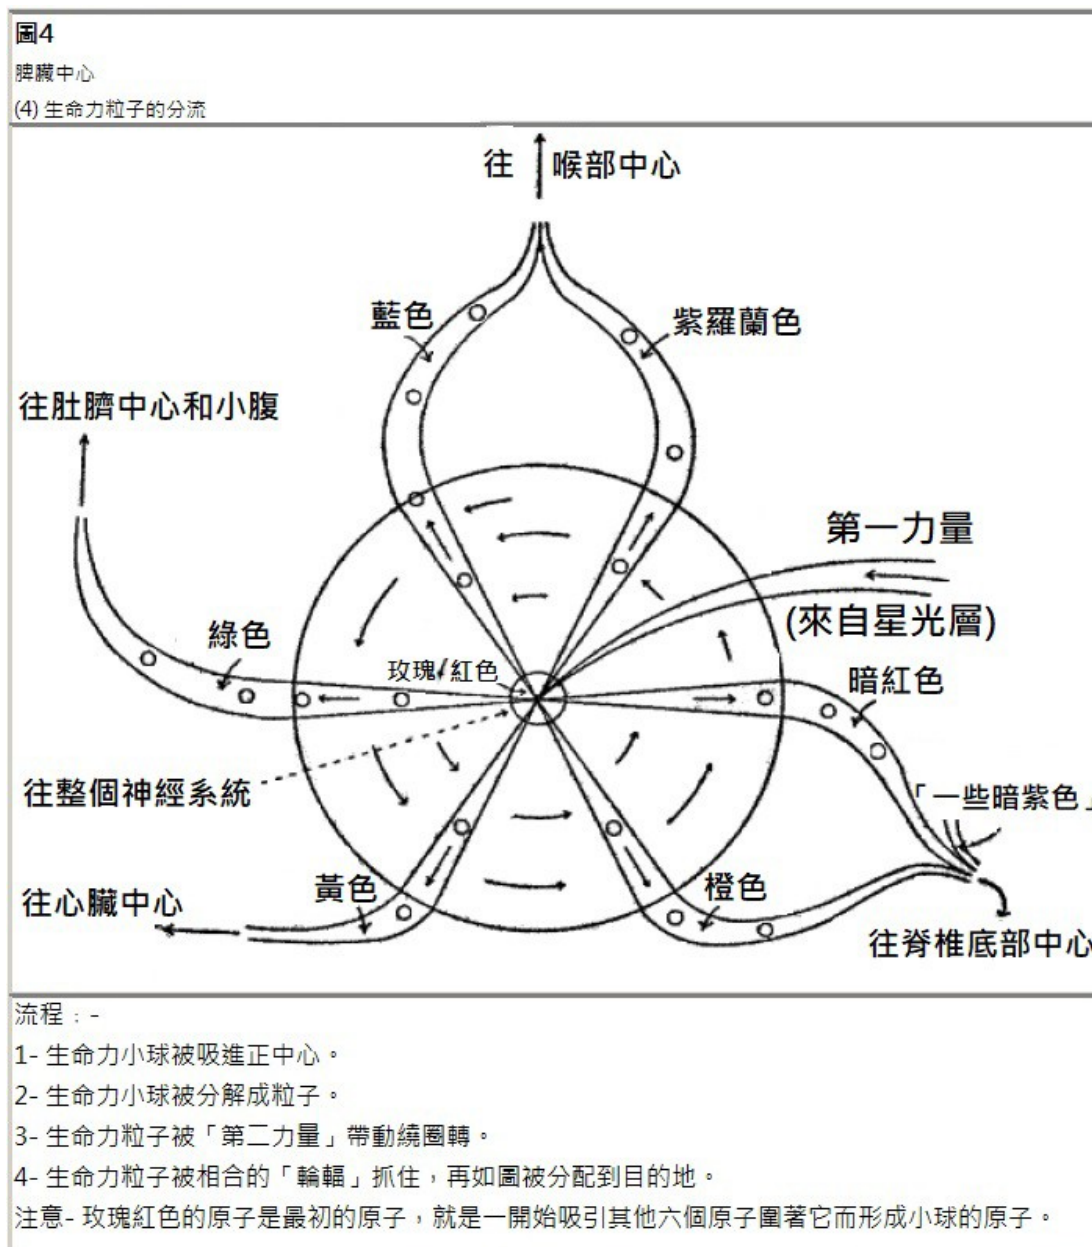 圖4
脾臟中心
(4) 生命力粒子的分流
往 喉部中心
藍色
紫羅蘭色
往肚臍中心和小腹
第一力量
(來自星光層)
綠色
玫瑰/紅色
暗紅色
往整個神經系統
「一些暗紫色」
往心臟中心
黃色
橙色
往脊椎底部中心
流程：-
1- 生命力小球被吸進正中心。
2- 生命力小球被分解成粒子。
3- 生命力粒子被「第二力量」帶動繞圈轉。
4- 生命力粒子被相合的「輪輻」抓住，再如圖被分配到目的地。
注意- 玫瑰紅色的原子是最初的原子，就是一開始吸引其他六個原子圍著它而形成小球的原子。